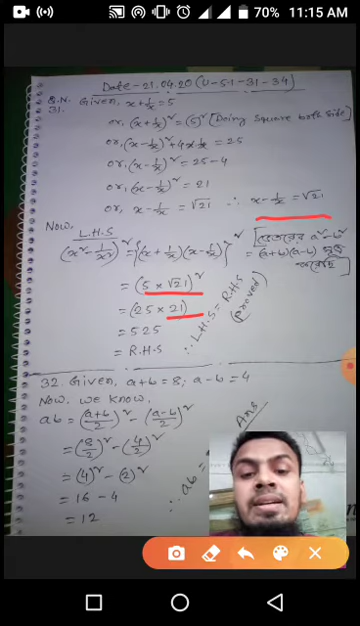 70% 11:15 AM
Date-21.04.20 (U-5.1-31-34)
Q.N. Given, x+1/x=5
31. or, (x+1/x)²=(5)² [Doing square both side]
or, (x-1/x)²+4x·1/x=25
or, (x-1/x)²=25-4
or, (x-1/x)²=21
or, x-1/x=√21 ∴ x-1/x=√21
Now, L.H.S
(x²-1/x²)²={(x+1/x)(x-1/x)}² a²-b²
=(a+b)(a-b) সূত্র
=(5×√21)²
=(25×21)
=525
=R.H.S ∴ L.H.S=R.H.S
(Proved)
32. Given, a+b=8; a-b=4
Now. We know,
ab=(a+b/2)²-(a-b/2)²
=(8/2)²-(4/2)²
=(4)²-(2)²
=16-4
=12
∴ ab= Ans